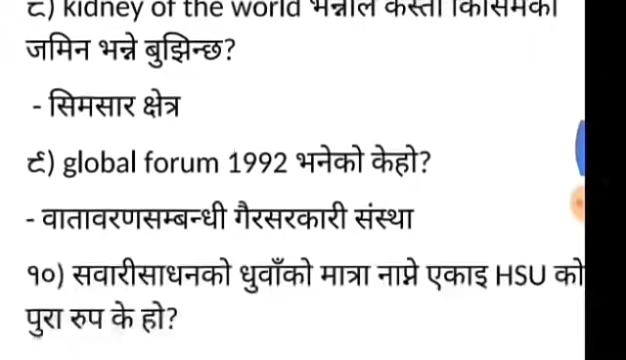 ८) kidney of the world भन्नाले कस्तो किसिमको
जमिन भन्ने बुझिन्छ?
- सिमसार क्षेत्र
९) global forum 1992 भनेको केहो?
- वातावरणसम्बन्धी गैरसरकारी संस्था
१०) सवारीसाधनको धुवाँको मात्रा नाप्ने एकाइ HSU को
पुरा रुप के हो?